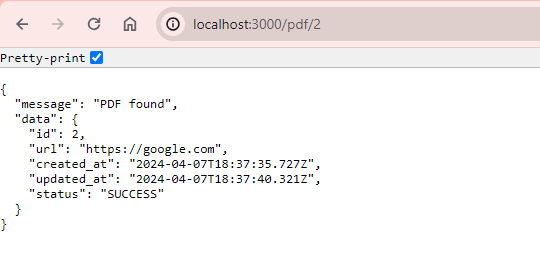 localhost:3000/pdf/2
Pretty-print
{
  "message": "PDF found",
  "data": {
    "id": 2,
    "url": "https://google.com",
    "created_at": "2024-04-07T18:37:35.727Z",
    "updated_at": "2024-04-07T18:37:40.321Z",
    "status": "SUCCESS"
  }
}